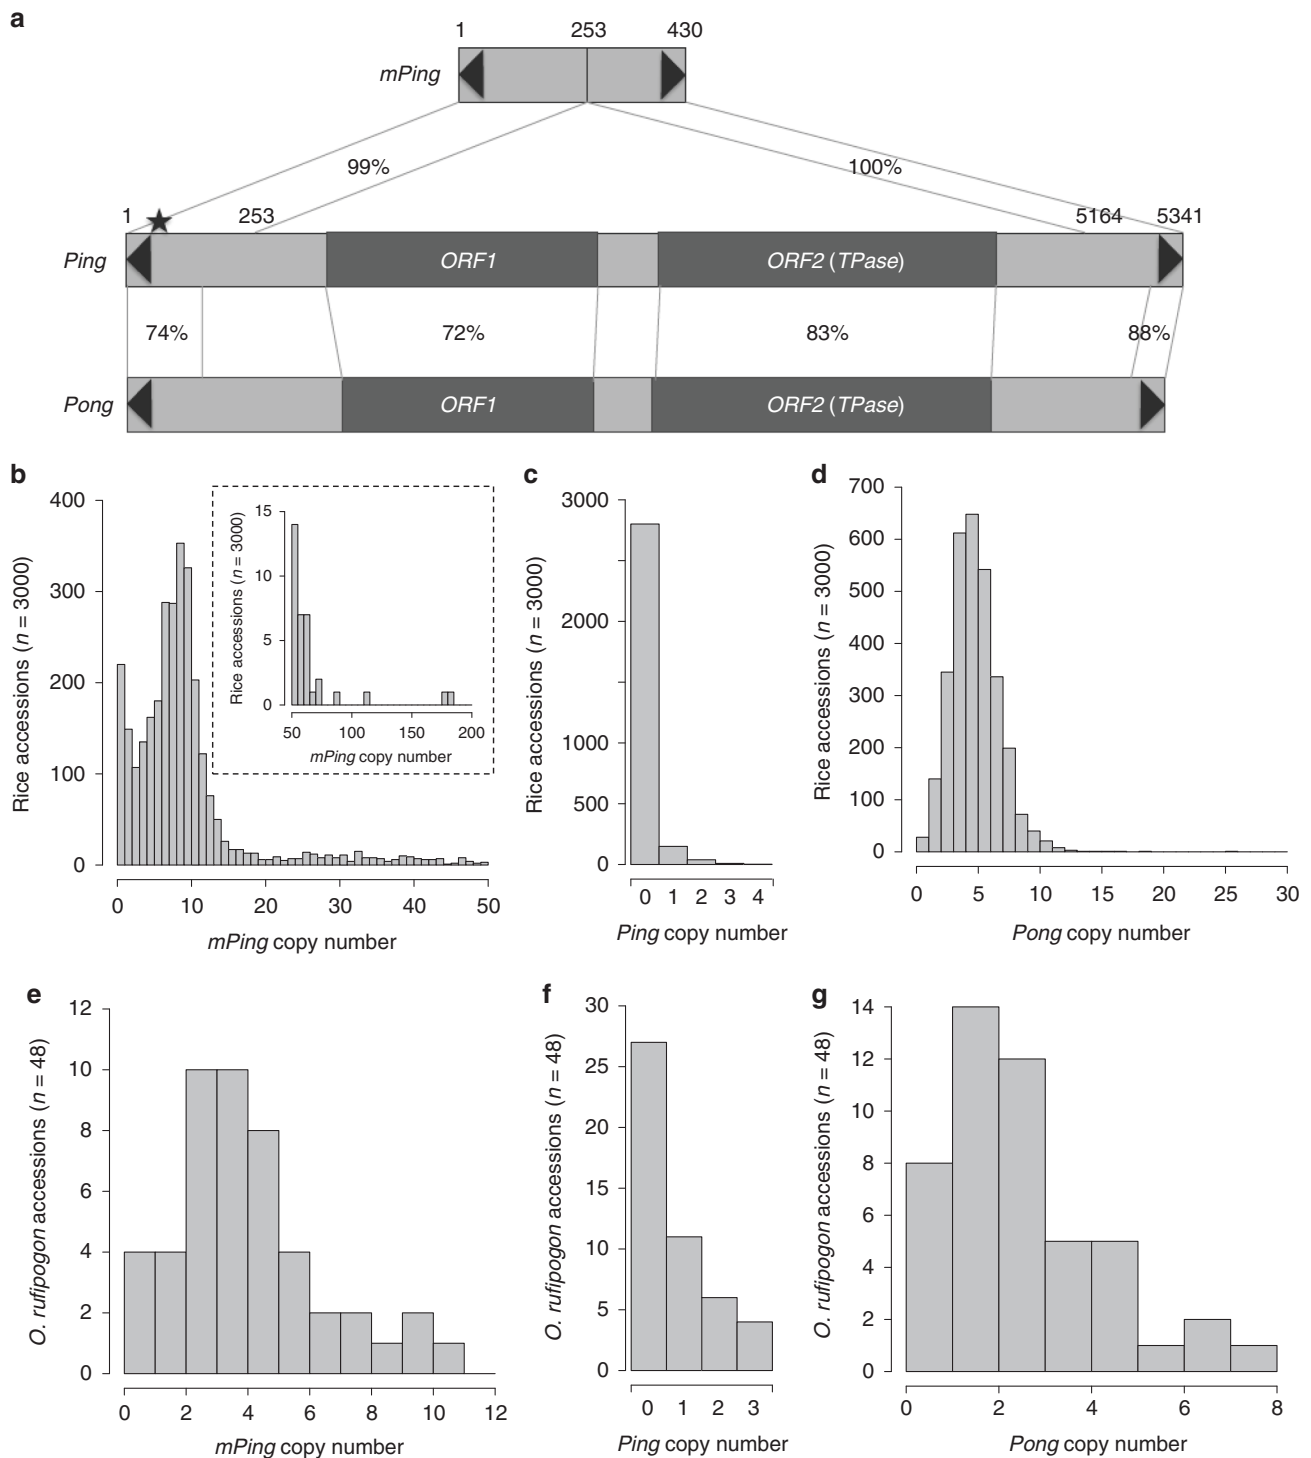 a
1 253 430
mPing
99% 100%
1 253 5164 5341
Ping ORF1 ORF2 (TPase)
74% 72% 83% 88%
Pong ORF1 ORF2 (TPase)
b
Rice accessions (n = 3000)
400
300
200
100
0
0 10 20 30 40 50
mPing copy number
Rice accessions (n = 3000)
15
10
5
0
50 100 150 200
mPing copy number
c
Rice accessions (n = 3000)
3000
2000
1000
500
0
0 1 2 3 4
Ping copy number
d
Rice accessions (n = 3000)
700
600
500
400
300
200
100
0
0 5 10 15 20 25 30
Pong copy number
e
O. rufipogon accessions (n = 48)
12
10
8
6
4
2
0
0 2 4 6 8 10 12
mPing copy number
f
O. rufipogon accessions (n = 48)
30
25
20
15
10
5
0
0 1 2 3
Ping copy number
g
O. rufipogon accessions (n = 48)
14
12
10
8
6
4
2
0
0 2 4 6 8
Pong copy number